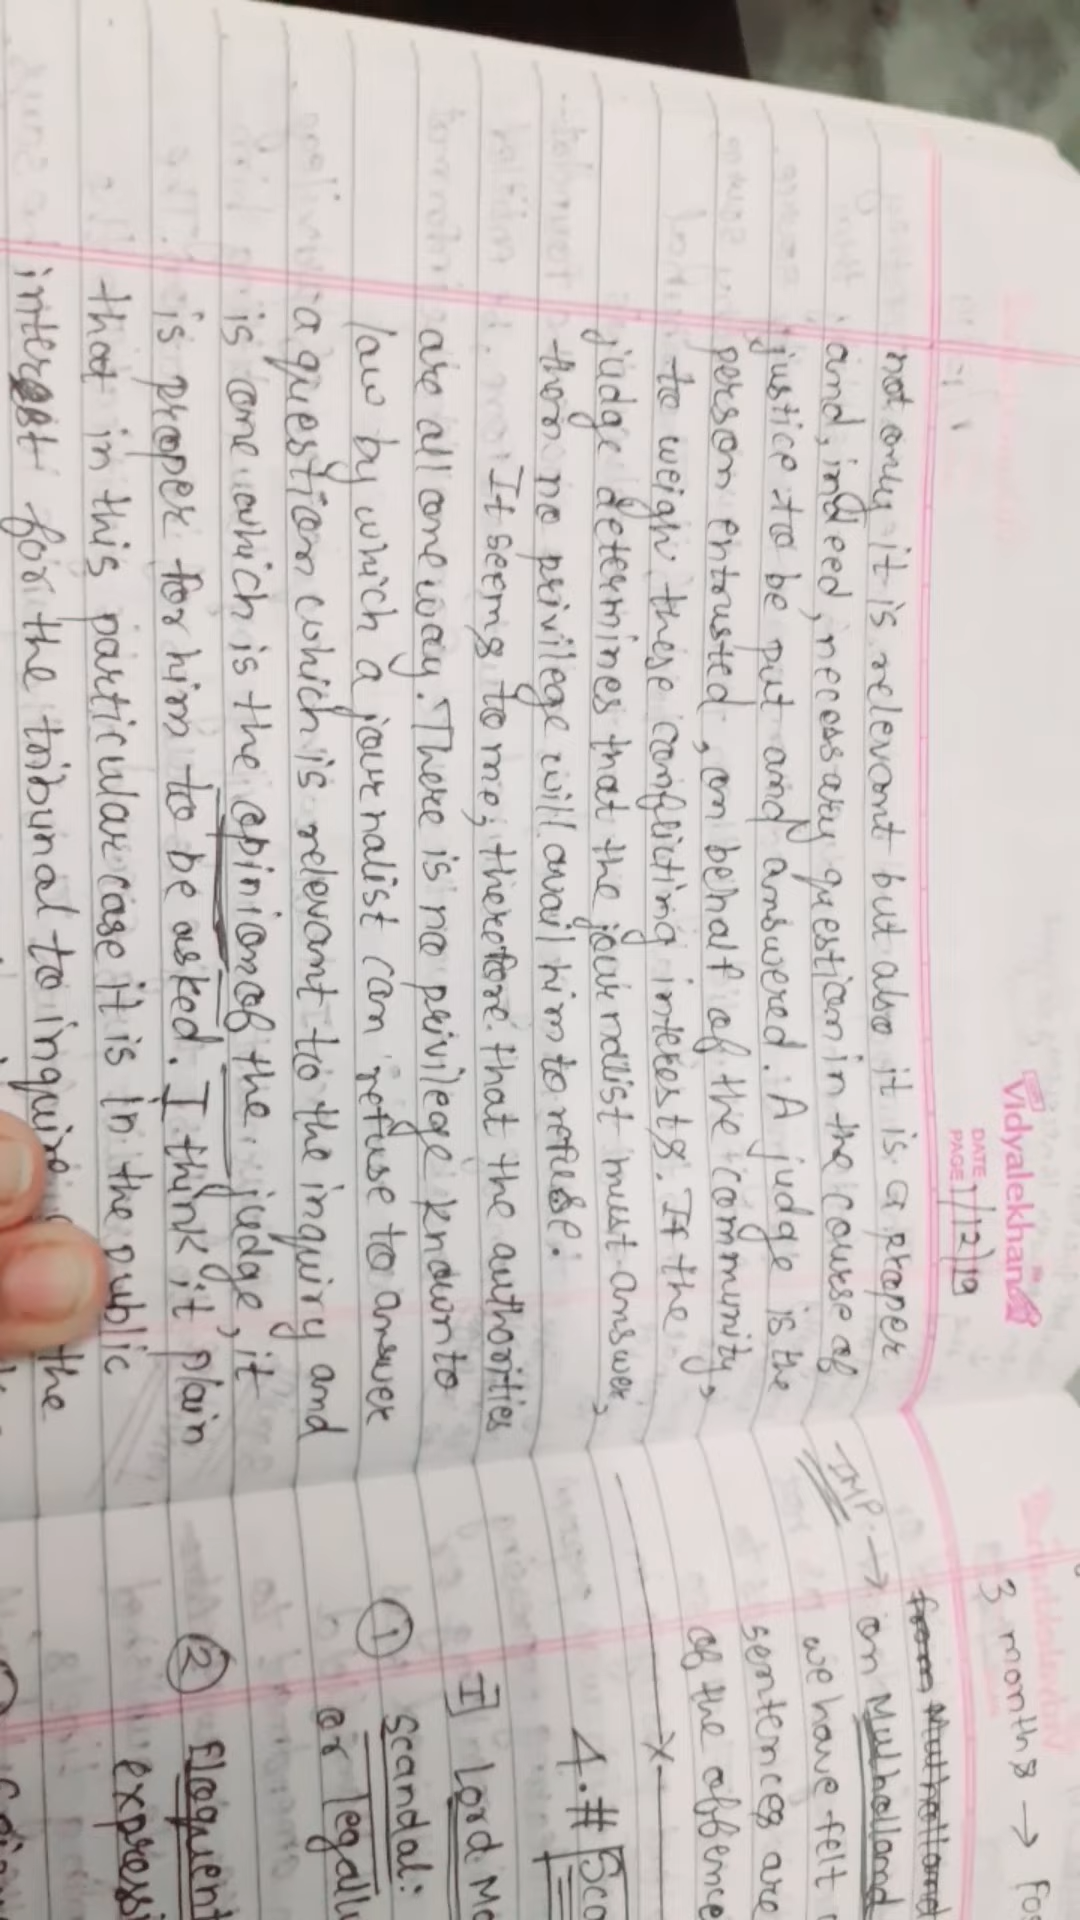 Vidyalekhan
DATE 7/12/19
PAGE
not only it is relevant but also it is a proper
and, indeed, necessary question in the course of
justice to be put and answered. A judge is the
person entrusted, on behalf of the community,
to weigh these conflicting interests. If the
judge determines that the journalist must answer,
then no privilege will avail him to refuse.
It seems to me, therefore. that the authorities
are all one way. There is no privilege known to
law by which a journalist can refuse to answer
a question which is relevant to the inquiry and
is one which is the opinion of the judge, it
is proper for him to be asked. I think it plain
that in this particular case it is in the public
interest for the tribunal to inquire the
3 months →
from Mulholland
IMP. → on Mulholland
we have felt
sentences are
of the offence
x
4. #
I Lord
① Scandal:
or legall
② Eloquent
express